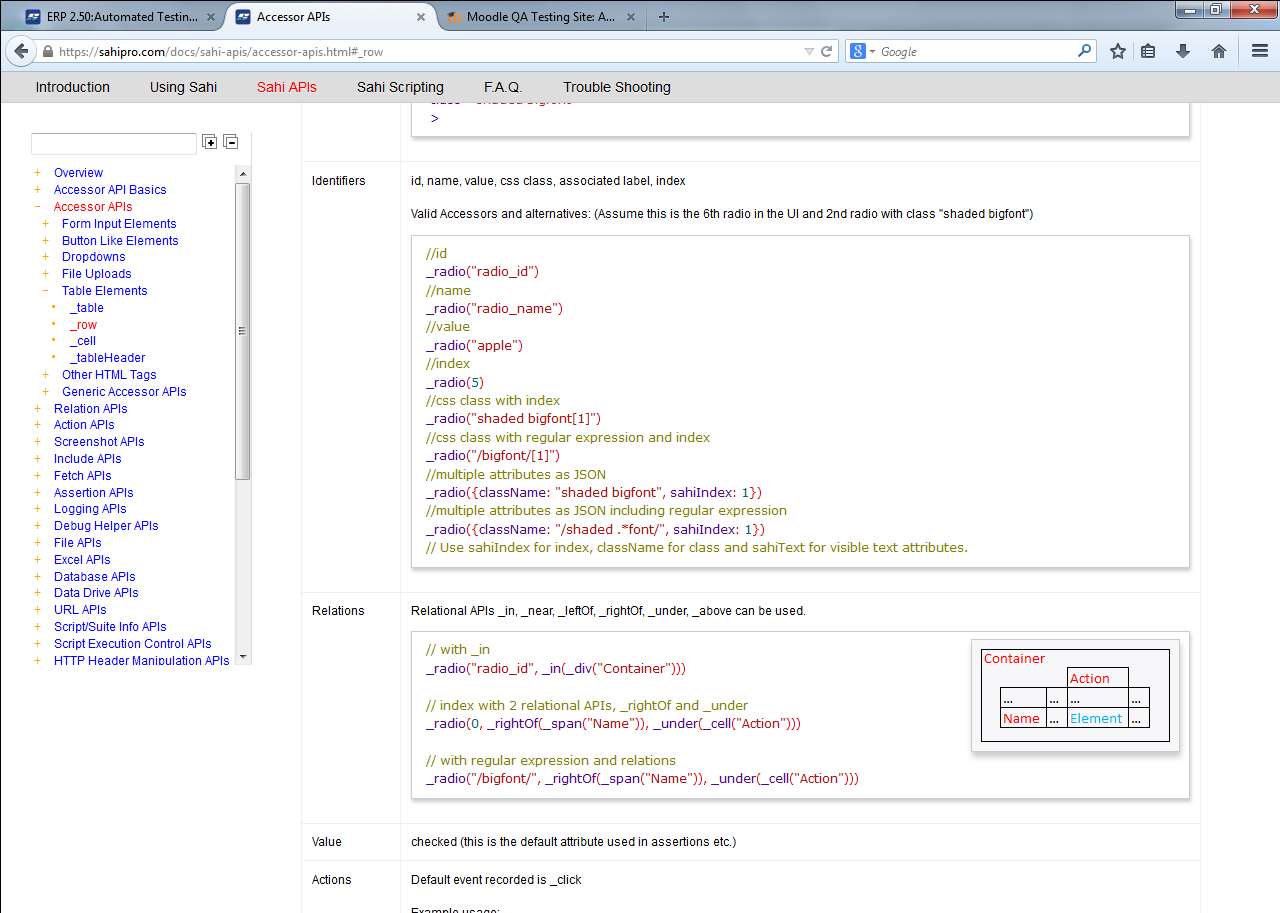 ERP 2.50:Automated Testin...
Accessor APIs
Moodle QA Testing Site: A...
https://sahipro.com/docs/sahi-apis/accessor-apis.html#_row
Google
Introduction
Using Sahi
Sahi APIs
Sahi Scripting
F.A.Q.
Trouble Shooting
Overview
Accessor API Basics
Accessor APIs
Form Input Elements
Button Like Elements
Dropdowns
File Uploads
Table Elements
_table
_row
_cell
_tableHeader
Other HTML Tags
Generic Accessor APIs
Relation APIs
Action APIs
Screenshot APIs
Include APIs
Fetch APIs
Assertion APIs
Logging APIs
Debug Helper APIs
File APIs
Excel APIs
Database APIs
Data Drive APIs
URL APIs
Script/Suite Info APIs
Script Execution Control APIs
HTTP Header Manipulation APIs
>
Identifiers
id, name, value, css class, associated label, index
Valid Accessors and alternatives: (Assume this is the 6th radio in the UI and 2nd radio with class "shaded bigfont")
//id
_radio("radio_id")
//name
_radio("radio_name")
//value
_radio("apple")
//index
_radio(5)
//css class with index
_radio("shaded bigfont[1]")
//css class with regular expression and index
_radio("/bigfont/[1]")
//multiple attributes as JSON
_radio({className: "shaded bigfont", sahiIndex: 1})
//multiple attributes as JSON including regular expression
_radio({className: "/shaded .*font/", sahiIndex: 1})
// Use sahiIndex for index, className for class and sahiText for visible text attributes.
Relations
Relational APIs _in, _near, _leftOf, _rightOf, _under, _above can be used.
// with _in
_radio("radio_id", _in(_div("Container")))
// index with 2 relational APIs, _rightOf and _under
_radio(0, _rightOf(_span("Name")), _under(_cell("Action")))
// with regular expression and relations
_radio("/bigfont/", _rightOf(_span("Name")), _under(_cell("Action")))
Container
Action
... ... ... ...
Name ... Element ...
Value
checked (this is the default attribute used in assertions etc.)
Actions
Default event recorded is _click
Example usage: